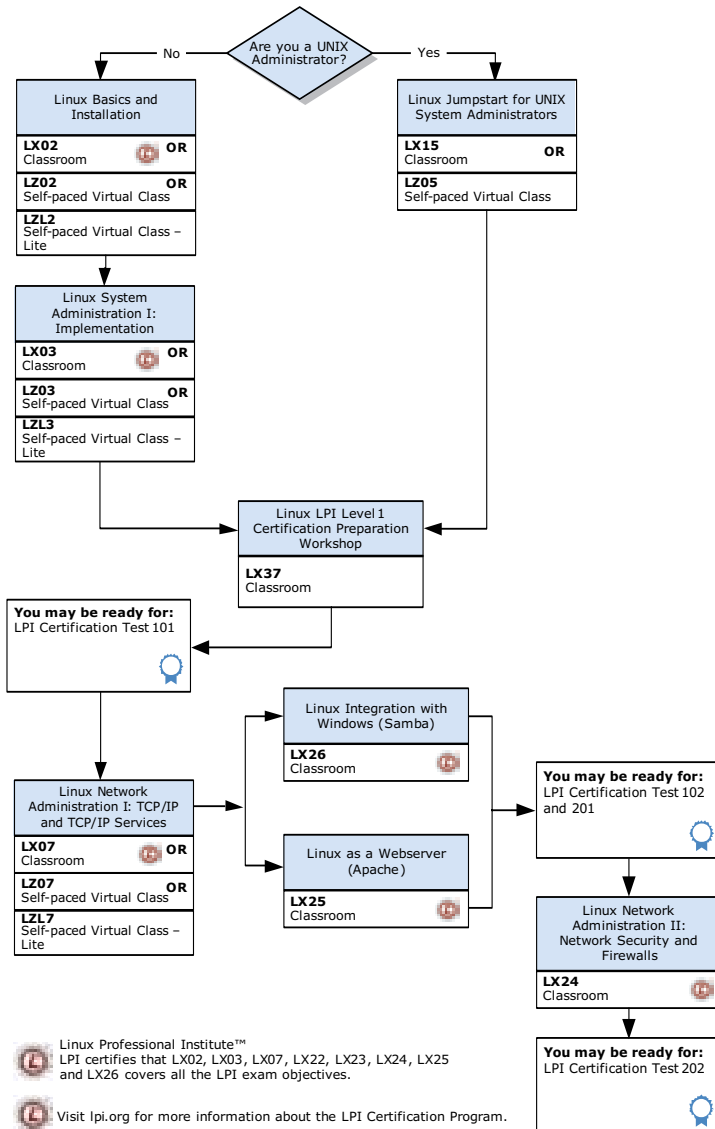 Are you a UNIX
Administrator?
No
Yes
Linux Basics and
Installation
LX02
Classroom
OR
LZ02
OR
Self-paced Virtual Class
LZL2
Self-paced Virtual Class –
Lite
Linux Jumpstart for UNIX
System Administrators
LX15
Classroom
OR
LZ05
Self-paced Virtual Class
Linux System
Administration I:
Implementation
LX03
Classroom
OR
LZ03
OR
Self-paced Virtual Class
LZL3
Self-paced Virtual Class –
Lite
Linux LPI Level 1
Certification Preparation
Workshop
LX37
Classroom
You may be ready for:
LPI Certification Test 101
Linux Network
Administration I: TCP/IP
and TCP/IP Services
LX07
Classroom
OR
LZ07
OR
Self-paced Virtual Class
LZL7
Self-paced Virtual Class –
Lite
Linux Integration with
Windows (Samba)
LX26
Classroom
Linux as a Webserver
(Apache)
LX25
Classroom
You may be ready for:
LPI Certification Test 102
and 201
Linux Network
Administration II:
Network Security and
Firewalls
LX24
Classroom
You may be ready for:
LPI Certification Test 202
Linux Professional Institute™
LPI certifies that LX02, LX03, LX07, LX22, LX23, LX24, LX25
and LX26 covers all the LPI exam objectives.
Visit lpi.org for more information about the LPI Certification Program.